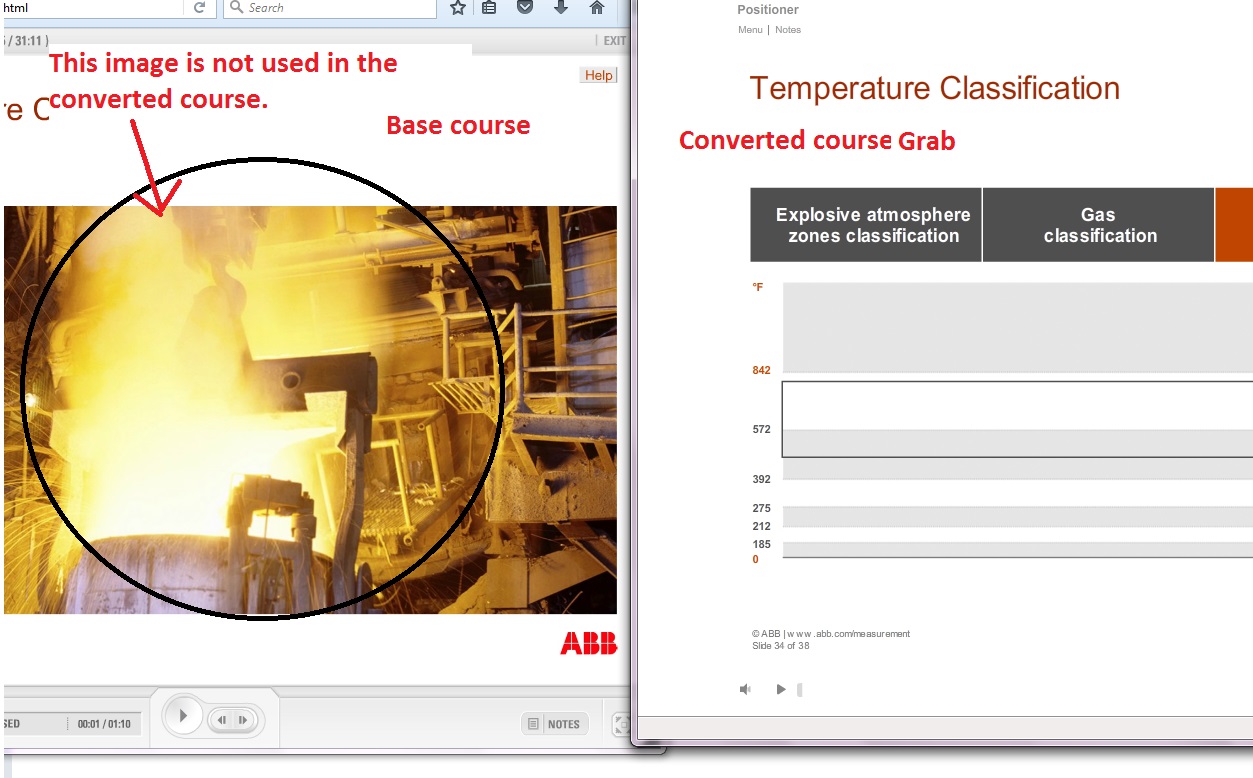 html
Search
/ 31:11 )
EXIT
This image is not used in the
converted course.
Help
re C
Base course
ABB
SED
00:01 / 01:10
NOTES
Positioner
Menu | Notes
Temperature Classification
Converted course Grab
Explosive atmosphere
zones classification
Gas
classification
°F
842
572
392
275
212
185
0
© ABB | www.abb.com/measurement
Slide 34 of 38